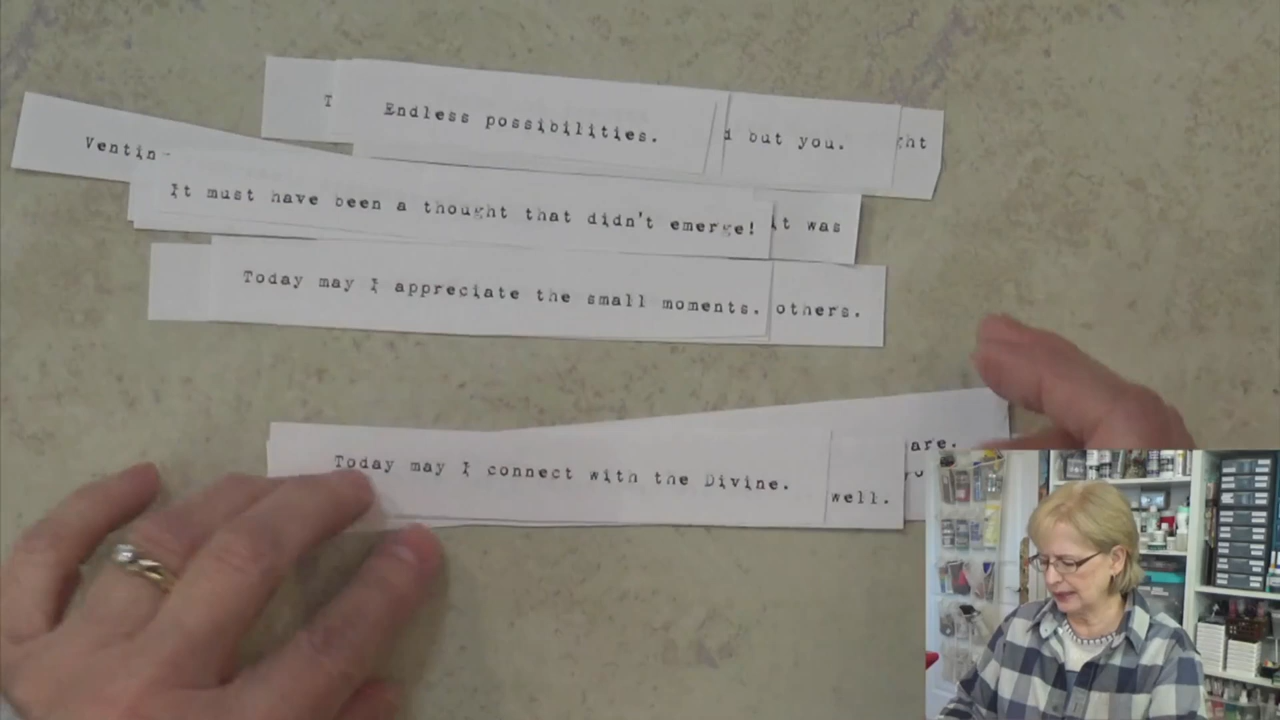 T Endless possibilities. but you. ht
Ventin
It must have been a thought that didn't emerge! it was
Today may I appreciate the small moments. others.
are.
Today may I connect with the Divine. well.